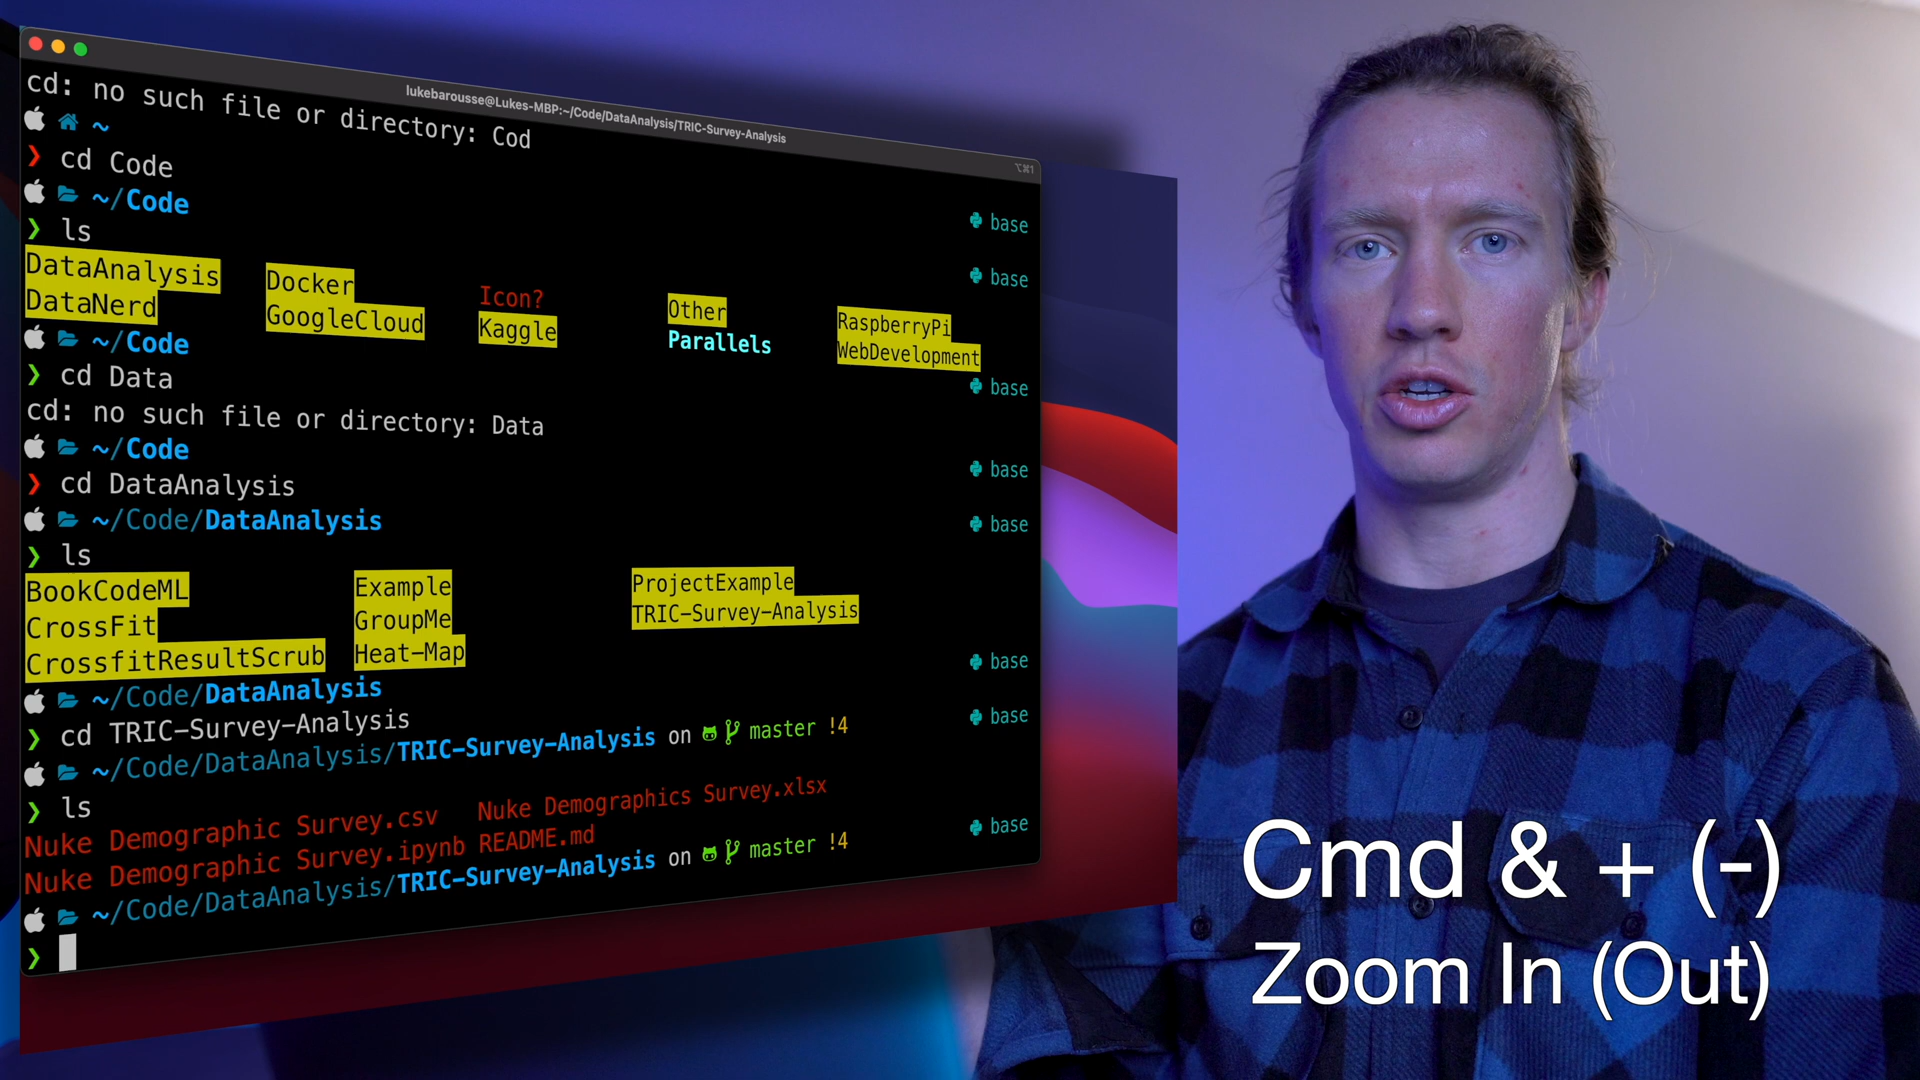 lukebarousse@Lukes-MBP:~/Code/DataAnalysis/TRIC-Survey-Analysis
⌥⌘1
cd: no such file or directory: Cod
~
❯ cd Code
~/Code
base
❯ ls
base
DataAnalysis Docker Icon? Other RaspberryPi
DataNerd GoogleCloud Kaggle Parallels WebDevelopment
~/Code
base
❯ cd Data
cd: no such file or directory: Data
~/Code
base
❯ cd DataAnalysis
~/Code/DataAnalysis
base
❯ ls
BookCodeML Example ProjectExample
CrossFit GroupMe TRIC-Survey-Analysis
CrossfitResultScrub Heat-Map
~/Code/DataAnalysis
base
❯ cd TRIC-Survey-Analysis
~/Code/DataAnalysis/TRIC-Survey-Analysis on master !4
base
❯ ls
Nuke Demographic Survey.csv Nuke Demographics Survey.xlsx
Nuke Demographic Survey.ipynb README.md
~/Code/DataAnalysis/TRIC-Survey-Analysis on master !4
base
❯
Cmd & + (-)
Zoom In (Out)